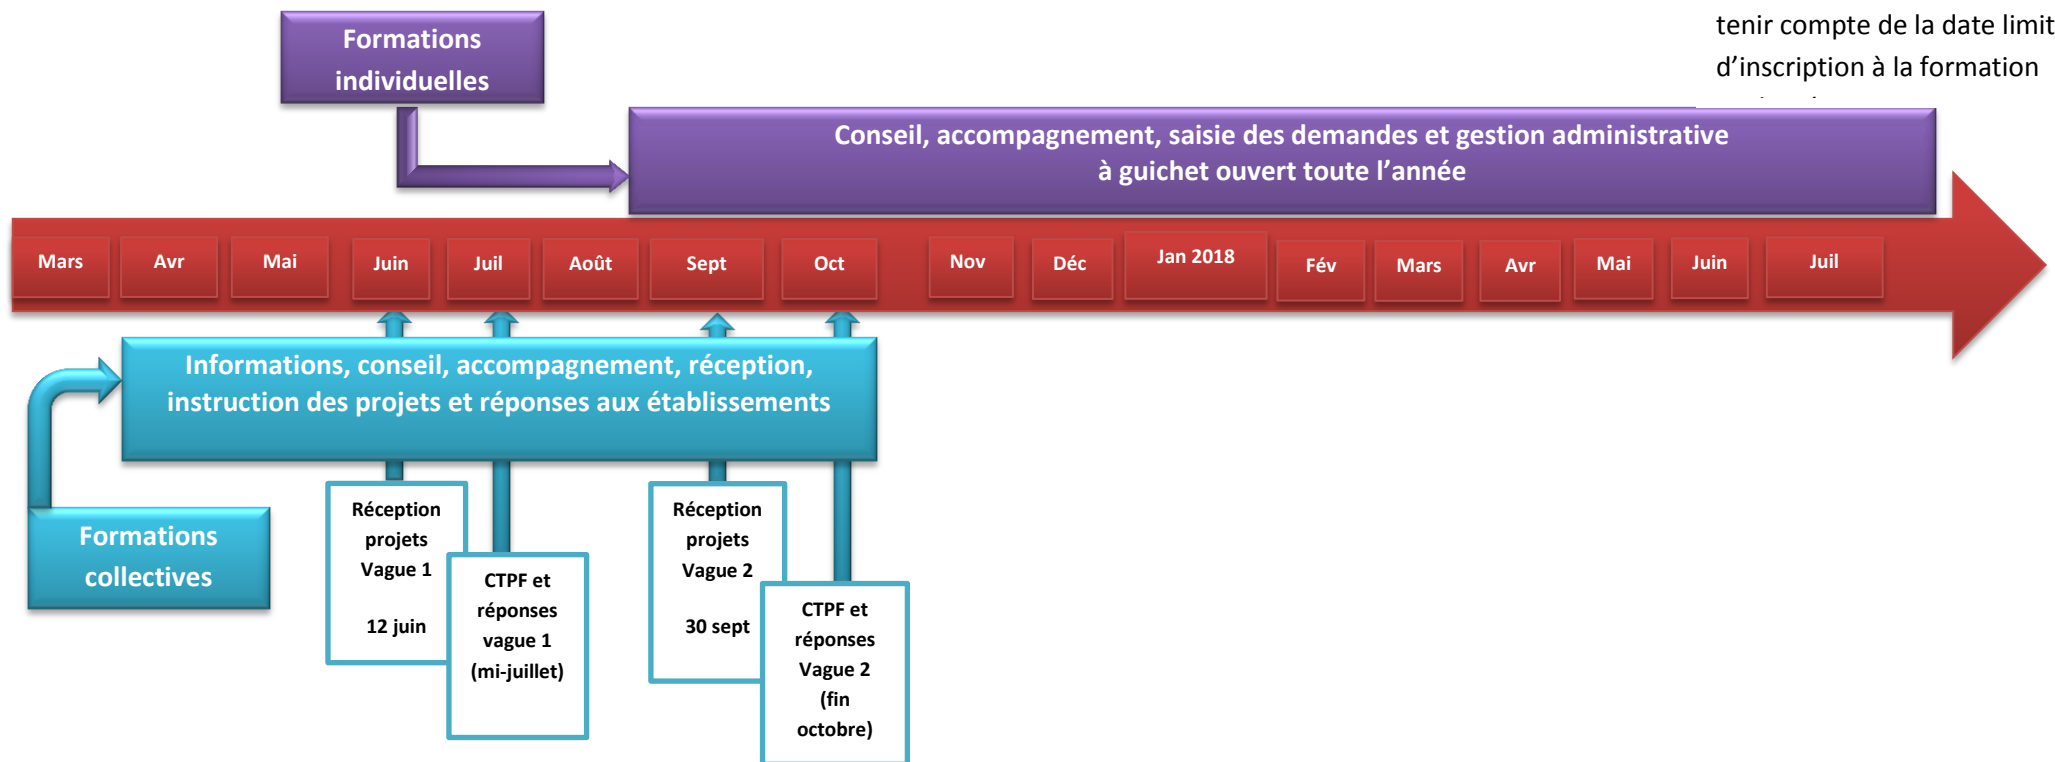 tenir compte de la date limit
d’inscription à la formation
Formations
individuelles
Conseil, accompagnement, saisie des demandes et gestion administrative
à guichet ouvert toute l’année
Mars
Avr
Mai
Juin
Juil
Août
Sept
Oct
Nov
Déc
Jan 2018
Fév
Mars
Avr
Mai
Juin
Juil
Informations, conseil, accompagnement, réception,
instruction des projets et réponses aux établissements
Formations
collectives
Réception
projets
Vague 1
12 juin
CTPF et
réponses
vague 1
(mi-juillet)
Réception
projets
Vague 2
30 sept
CTPF et
réponses
Vague 2
(fin
octobre)